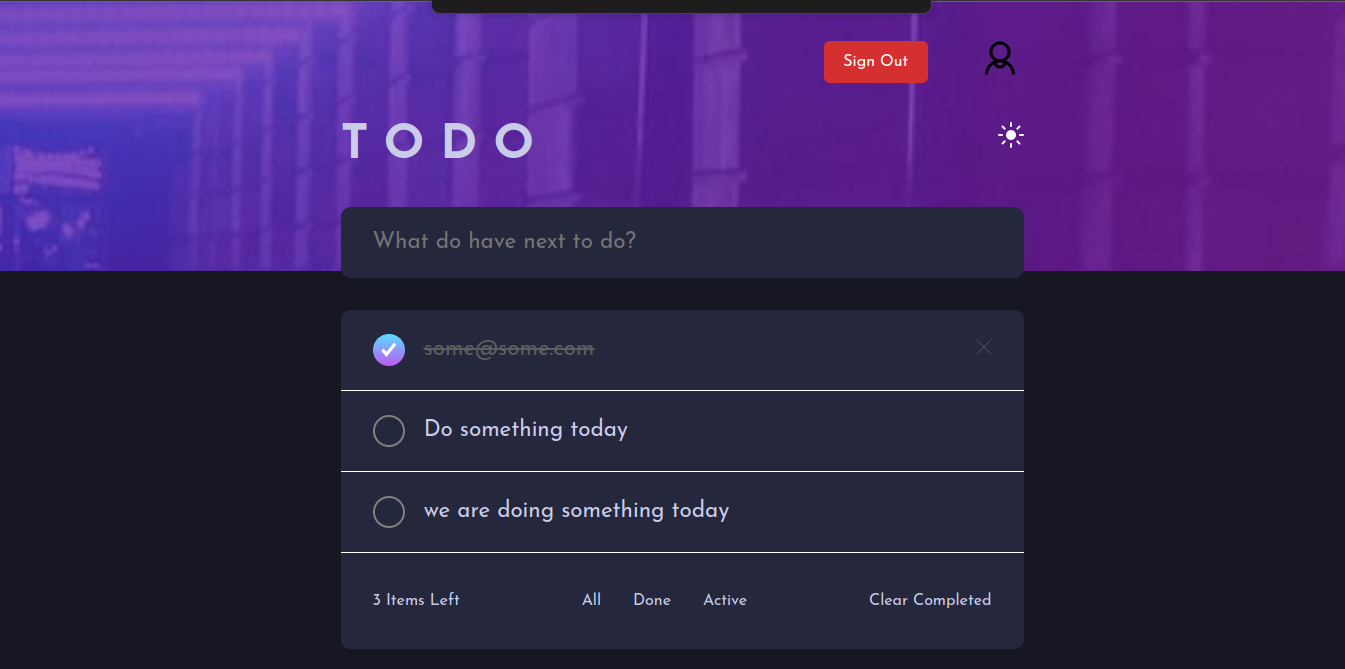 Sign Out
TODO
What do have next to do?
some@some.com
Do something today
we are doing something today
3 Items Left All Done Active Clear Completed